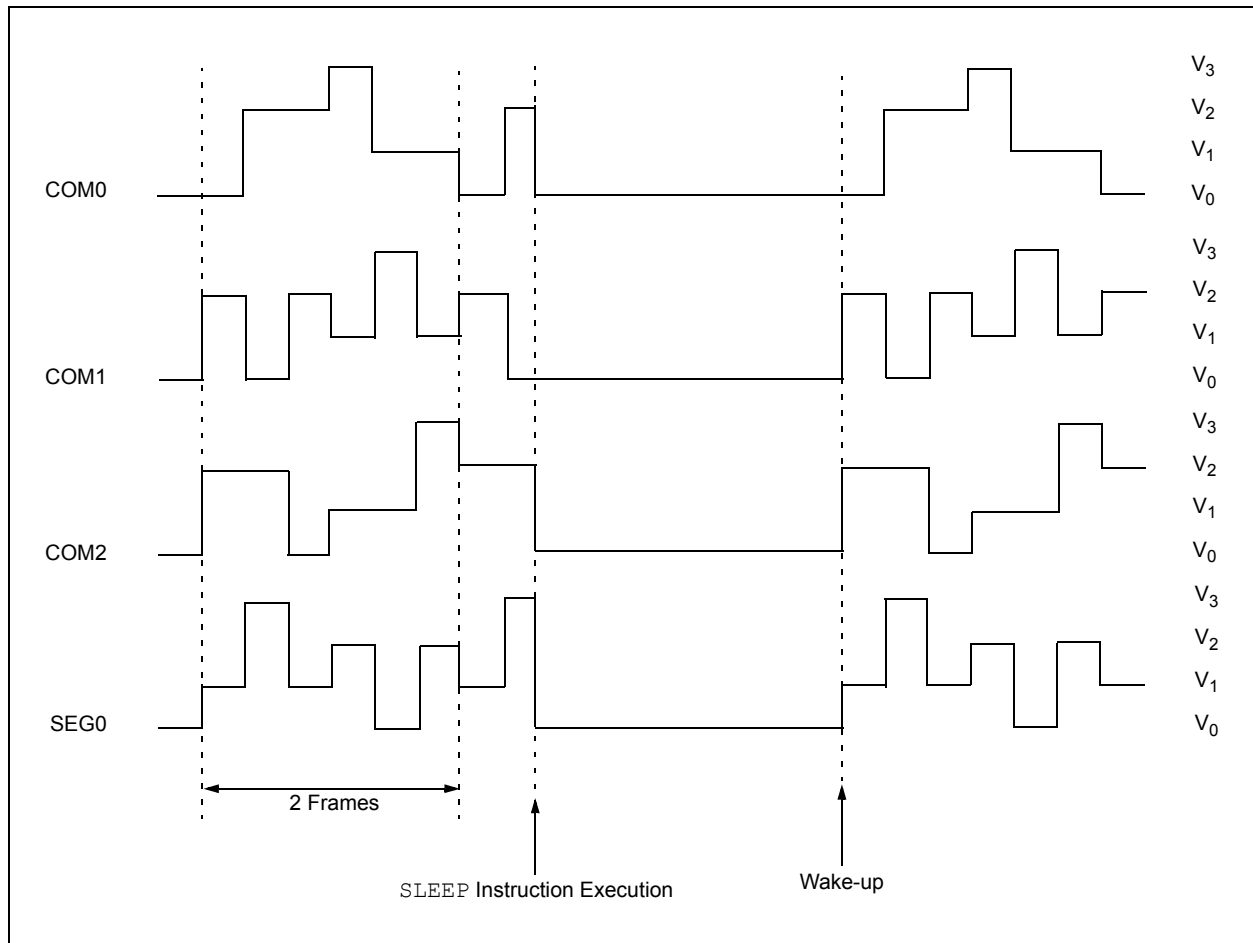 V3
V2
V1
COM0 V0
V3
V2
V1
COM1 V0
V3
V2
V1
COM2 V0
V3
V2
V1
SEG0 V0
2 Frames
SLEEP Instruction Execution
Wake-up